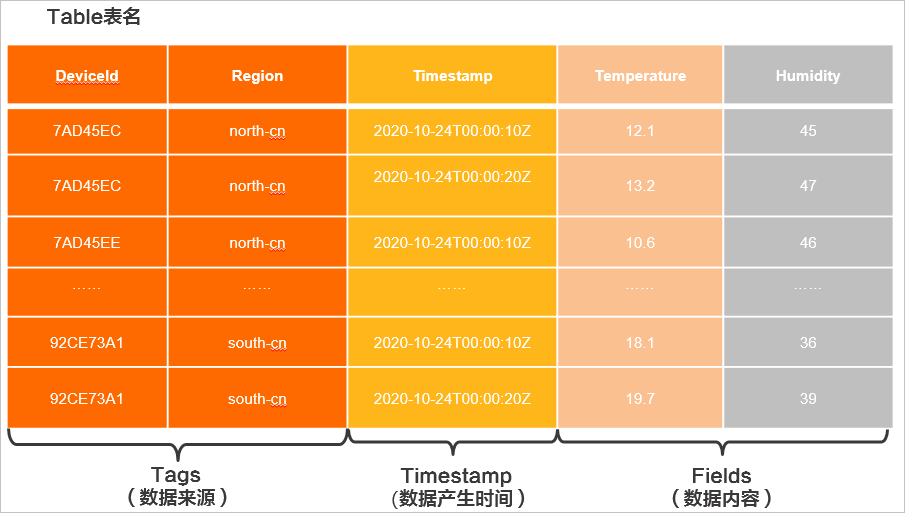 Table表名
DeviceId Region Timestamp Temperature Humidity
7AD45EC north-cn 2020-10-24T00:00:10Z 12.1 45
7AD45EC north-cn 2020-10-24T00:00:20Z 13.2 47
7AD45EE north-cn 2020-10-24T00:00:10Z 10.6 46
…… …… …… …… ……
92CE73A1 south-cn 2020-10-24T00:00:10Z 18.1 36
92CE73A1 south-cn 2020-10-24T00:00:20Z 19.7 39
Tags Timestamp Fields
（数据来源） (数据产生时间） （数据内容）